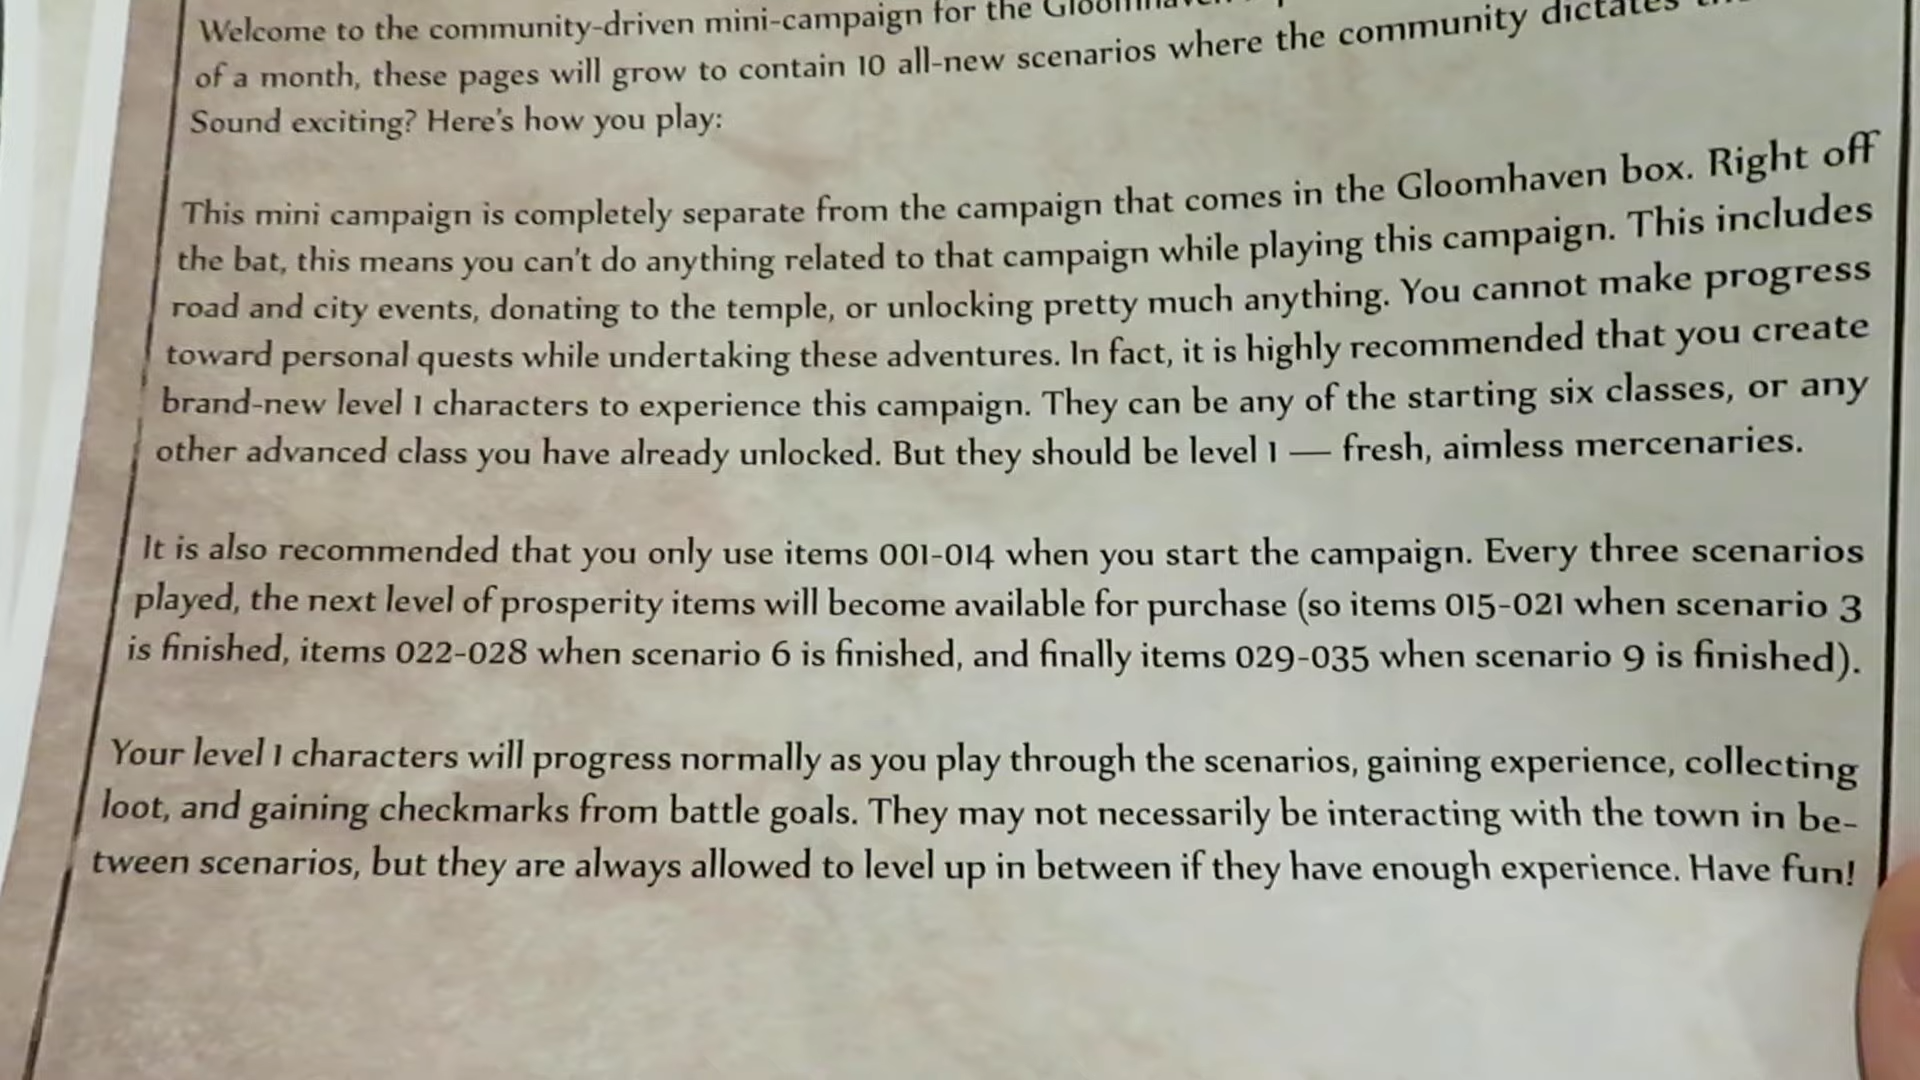 Welcome to the community-driven mini-campaign for the
of a month, these pages will grow to contain 10 all-new scenarios where the community dictates
Sound exciting? Here's how you play:
This mini campaign is completely separate from the campaign that comes in the Gloomhaven box. Right off
the bat, this means you can't do anything related to that campaign while playing this campaign. This includes
road and city events, donating to the temple, or unlocking pretty much anything. You cannot make progress
toward personal quests while undertaking these adventures. In fact, it is highly recommended that you create
brand-new level 1 characters to experience this campaign. They can be any of the starting six classes, or any
other advanced class you have already unlocked. But they should be level 1 — fresh, aimless mercenaries.
It is also recommended that you only use items 001-014 when you start the campaign. Every three scenarios
played, the next level of prosperity items will become available for purchase (so items 015-021 when scenario 3
is finished, items 022-028 when scenario 6 is finished, and finally items 029-035 when scenario 9 is finished).
Your level 1 characters will progress normally as you play through the scenarios, gaining experience, collecting
loot, and gaining checkmarks from battle goals. They may not necessarily be interacting with the town in be-
tween scenarios, but they are always allowed to level up in between if they have enough experience. Have fun!